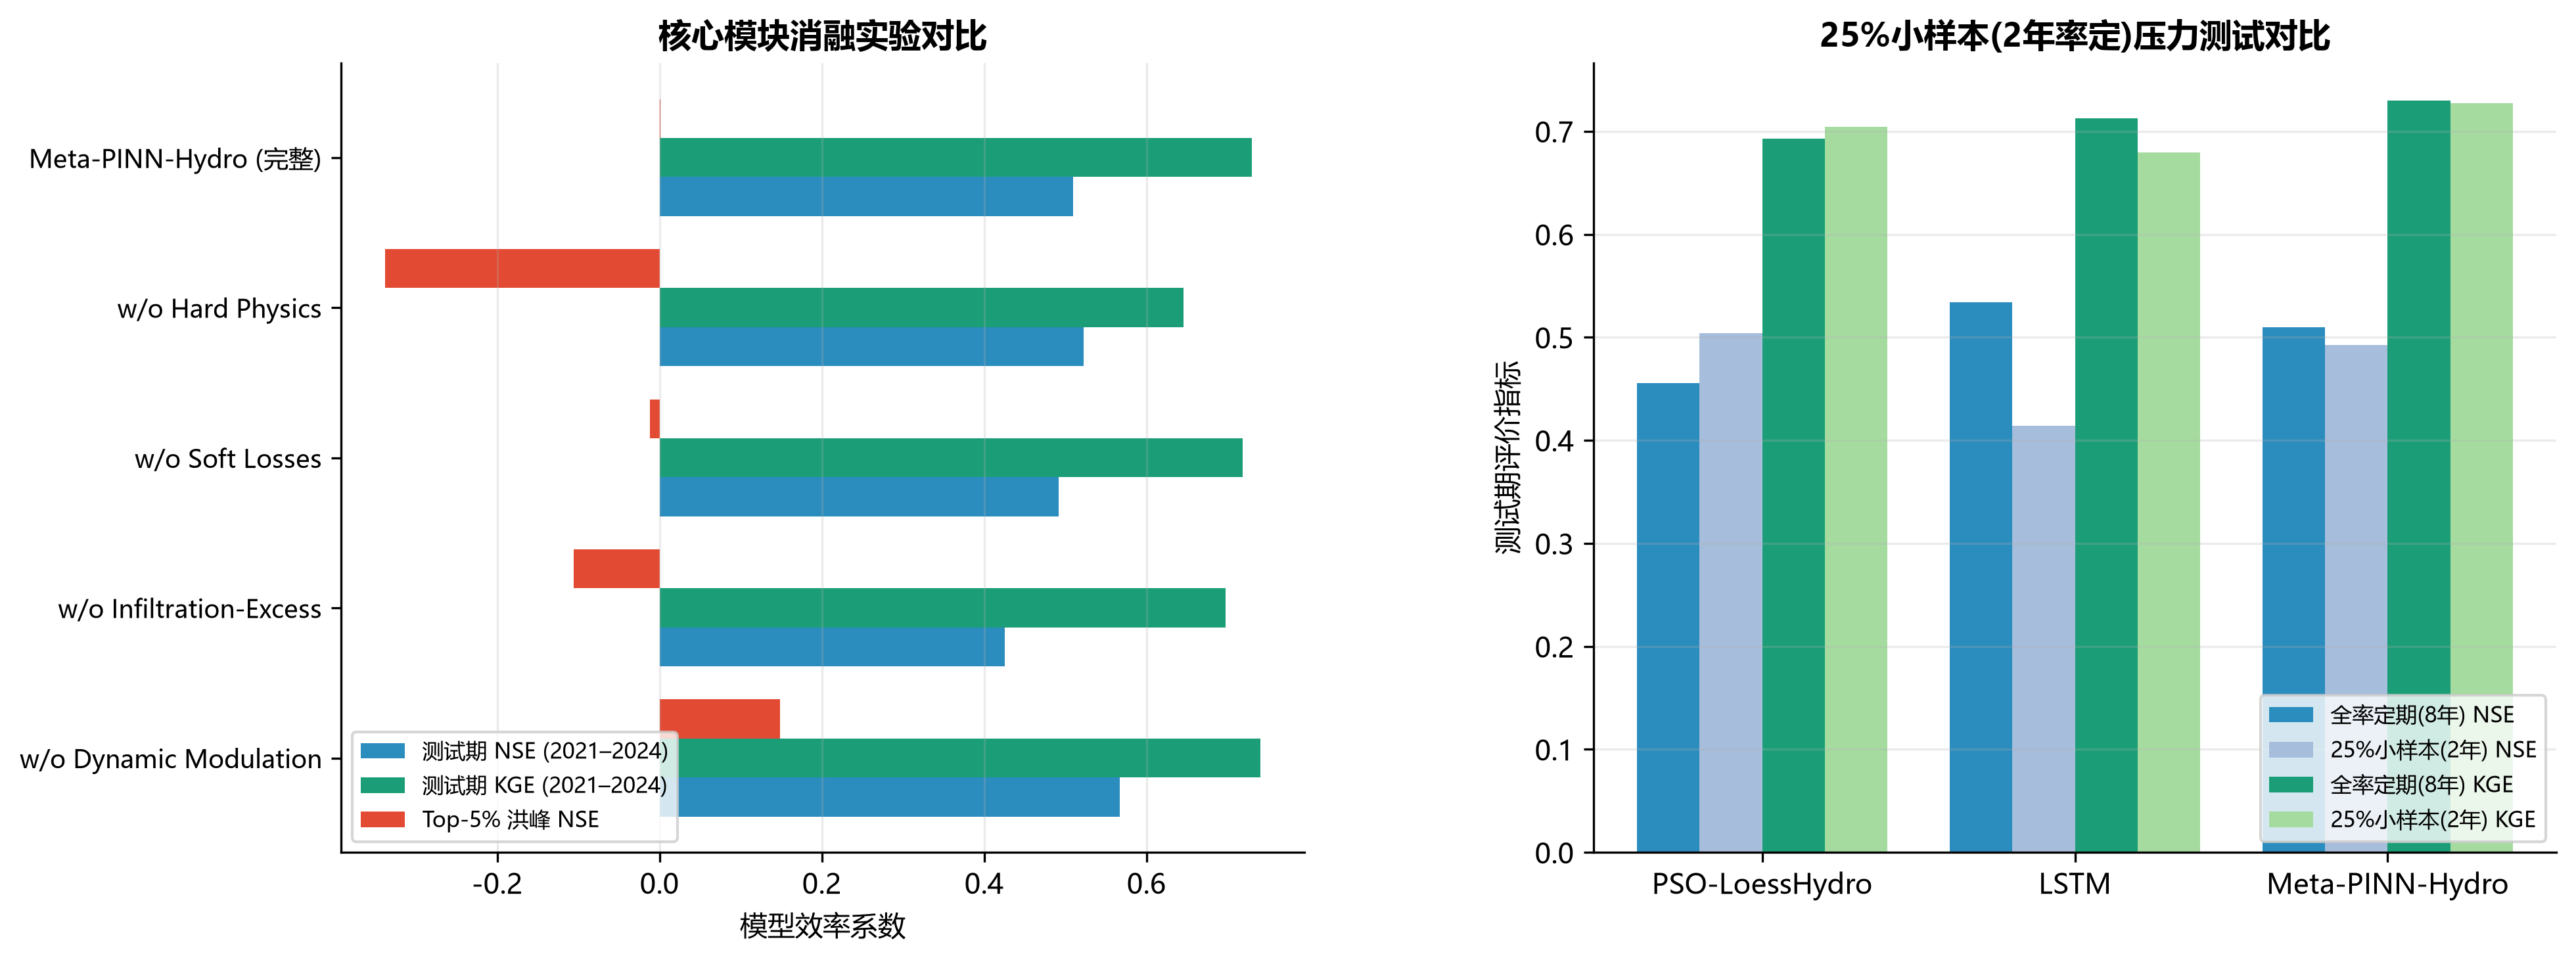 核心模块消融实验对比
Meta-PINN-Hydro (完整)
w/o Hard Physics
w/o Soft Losses
w/o Infiltration-Excess
w/o Dynamic Modulation
测试期 NSE (2021–2024)
测试期 KGE (2021–2024)
Top-5% 洪峰 NSE
-0.2 0.0 0.2 0.4 0.6
模型效率系数
25%小样本(2年率定)压力测试对比
测试期评价指标
0.7
0.6
0.5
0.4
0.3
0.2
0.1
0.0
全率定期(8年) NSE
25%小样本(2年) NSE
全率定期(8年) KGE
25%小样本(2年) KGE
PSO-LoessHydro LSTM Meta-PINN-Hydro